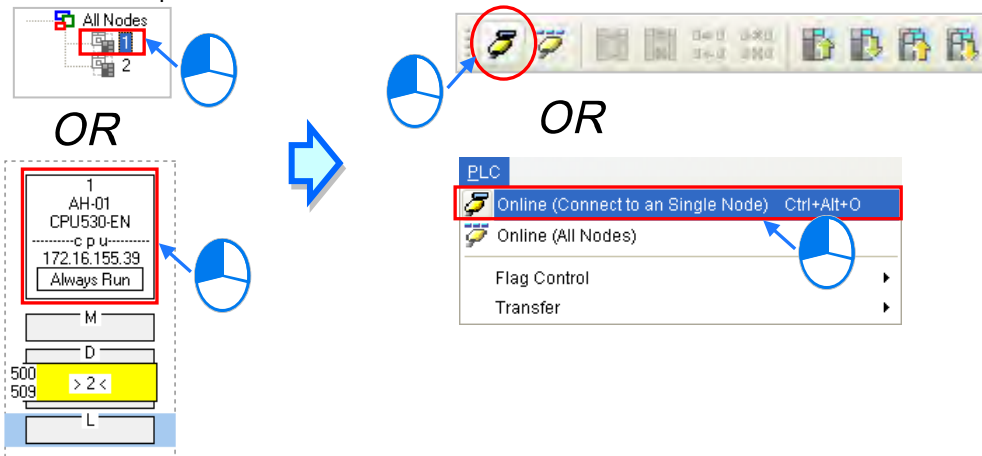 All Nodes
1
2
OR
1
AH-01
CPU530-EN
--------c p u--------
172.16.155.39
Always Run
M
D
500
509
> 2 <
L
OR
PLC
Online (Connect to an Single Node) Ctrl+Alt+O
Online (All Nodes)
Flag Control
Transfer